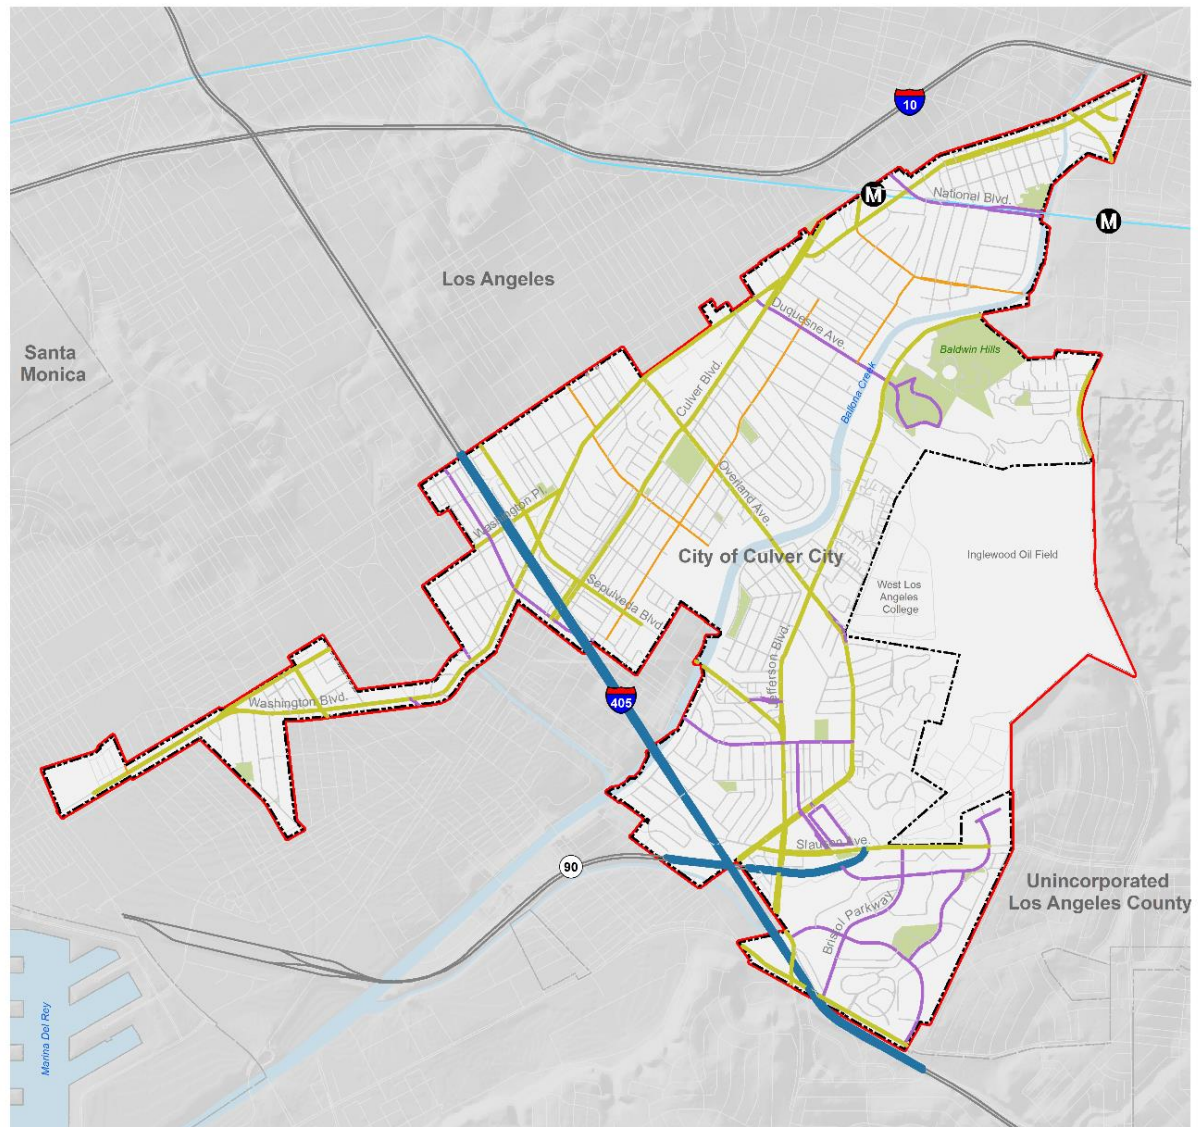 10
M
National Blvd.
M
Los Angeles
Duquesne Ave.
Santa
Monica
Baldwin Hills
Culver Blvd.
Ballona Creek
Overland Ave.
Washington Pl.
City of Culver City
Inglewood Oil Field
West Los
Angeles
College
Sepulveda Blvd.
Jefferson Blvd.
Washington Blvd.
405
Slauson Ave.
90
Unincorporated
Los Angeles County
Bristol Parkway
Marina Del Rey